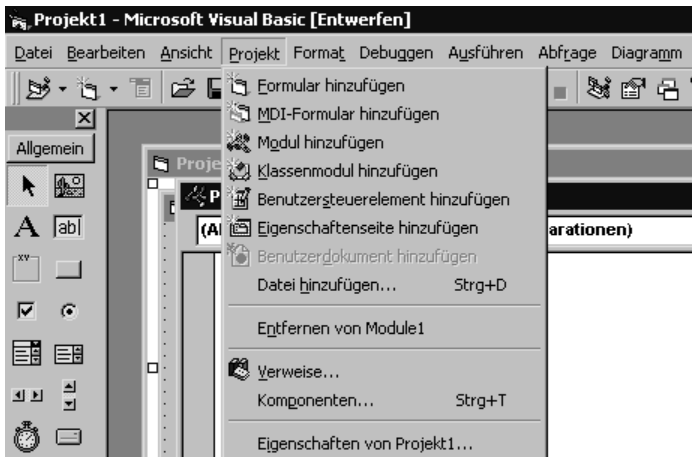 Projekt1 - Microsoft Visual Basic [Entwerfen]
Datei Bearbeiten Ansicht Projekt Format Debuggen Ausführen Abfrage Diagramm
Allgemein
Formular hinzufügen
MDI-Formular hinzufügen
Modul hinzufügen
Klassenmodul hinzufügen
Benutzersteuerelement hinzufügen
Eigenschaftenseite hinzufügen
Benutzerdokument hinzufügen
Datei hinzufügen... Strg+D
Entfernen von Module1
Verweise...
Komponenten... Strg+T
Eigenschaften von Projekt1...
A ab|
XY